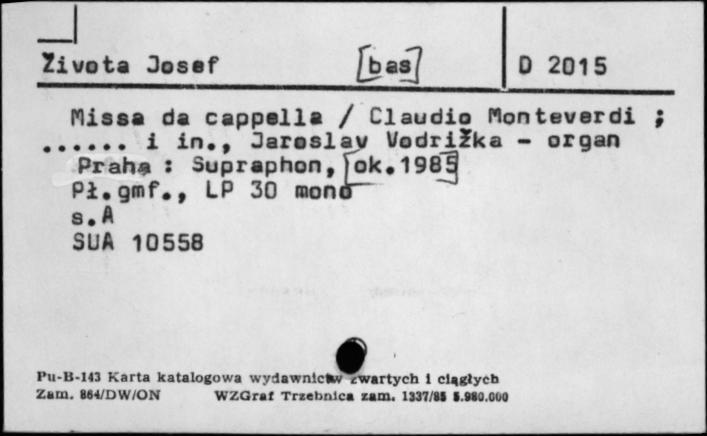 Života Josef [bas] D 2015
Missa da cappella / Claudio Monteverdi ;
...... i in., Jaroslav Vodrižka - organ
Praha : Supraphon, [ok.1985]
Pł.gmf., LP 30 mono
s.A
SUA 10558
Pu-B-143 Karta katalogowa wydawnictw zwartych i ciągłych
Zam. 864/DW/ON WZGraf Trzebnica zam. 1337/85 5.980.000